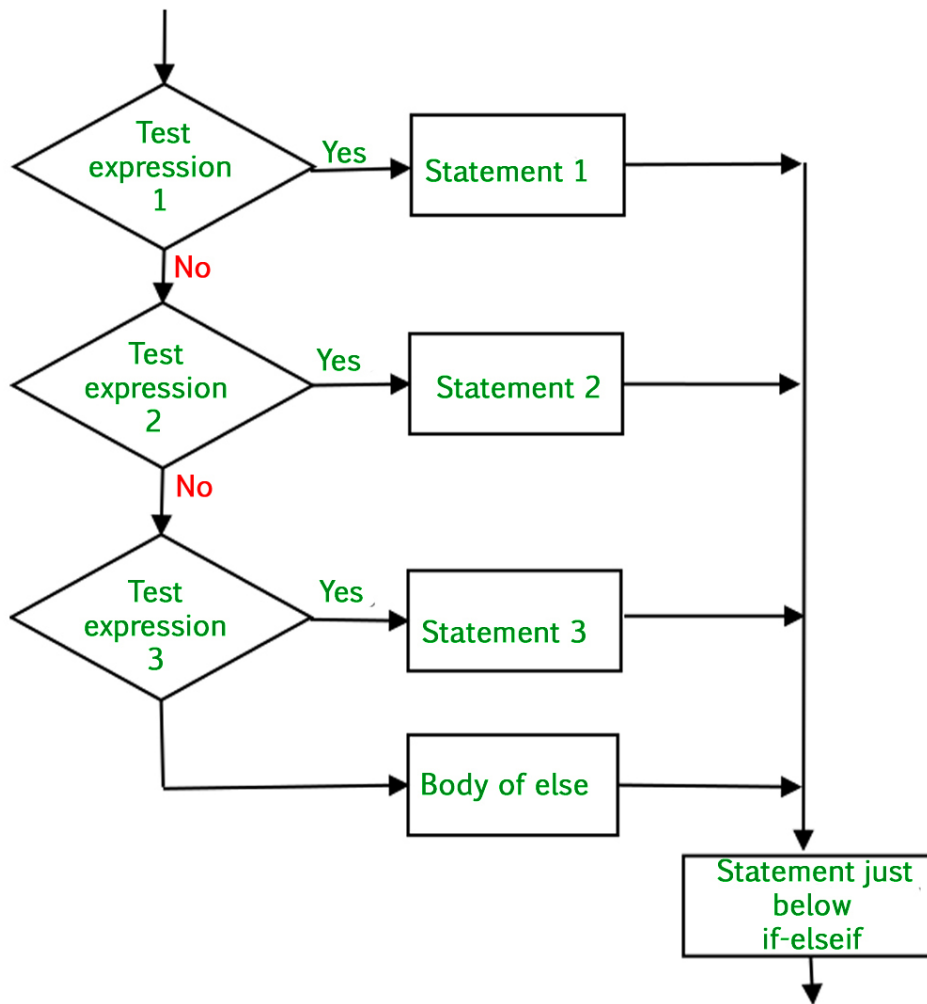 Test
expression
1
Yes
Statement 1
No
Test
expression
2
Yes
Statement 2
No
Test
expression
3
Yes
Statement 3
Body of else
Statement just
below
if-elseif